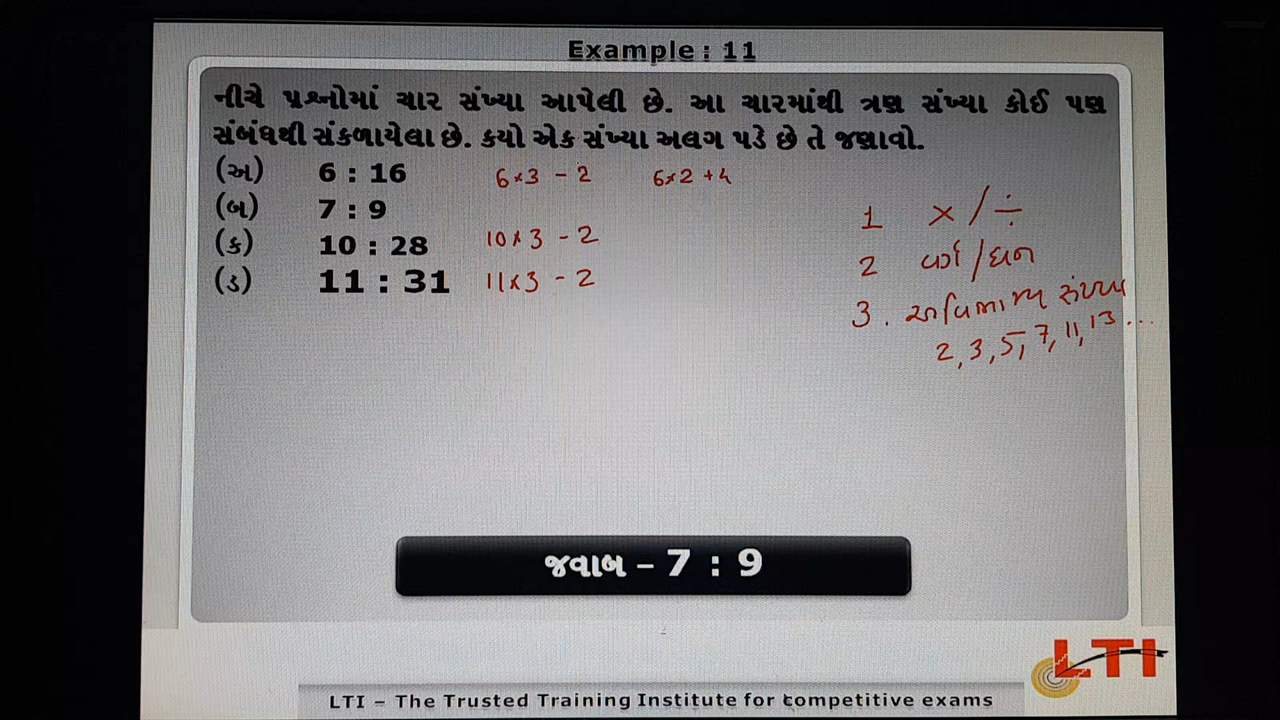 Example : 11
નીચે પ્રશ્નોમાં ચાર સંખ્યા આપેલી છે. આ ચારમાંથી ત્રણ સંખ્યા કોઈ પણ
સંબંધથી સંકળાયેલા છે. કયો એક સંખ્યા અલગ પડે છે તે જણાવો.
(અ) 6 : 16 6×3 - 2 6×2 +4
(બ) 7 : 9
(ક) 10 : 28 10×3 - 2
(ડ) 11 : 31 11×3 - 2
1 × / ÷
2 વર્ગ / ઘન
3. અવિભાજ્ય સંખ્યા
2, 3, 5, 7, 11, 13 ...
જવાબ – 7 : 9
LTI
LTI – The Trusted Training Institute for competitive exams